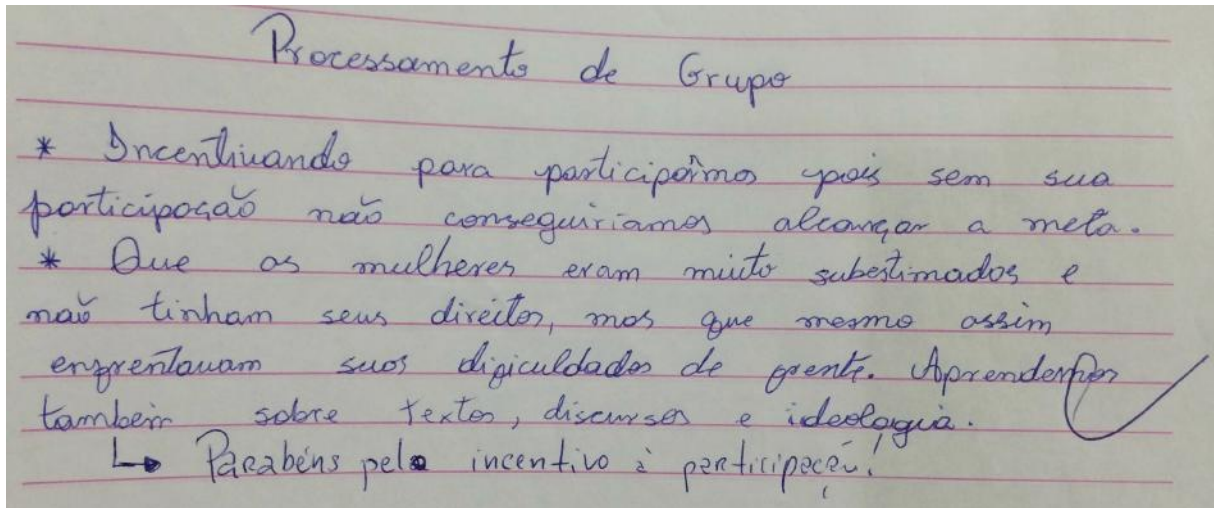 Processamento de Grupo
* Incentivando para participármos pois sem sua
participação não conseguiriamos alcançar a meta.
* Que as mulheres eram muito subestimadas e
não tinham seus direitos, mas que mesmo assim
enfrentavam suas dificuldades de frente. Aprendemos
também sobre textos, discursos e ideologia.
↳ Parabéns pelo incentivo à participação!